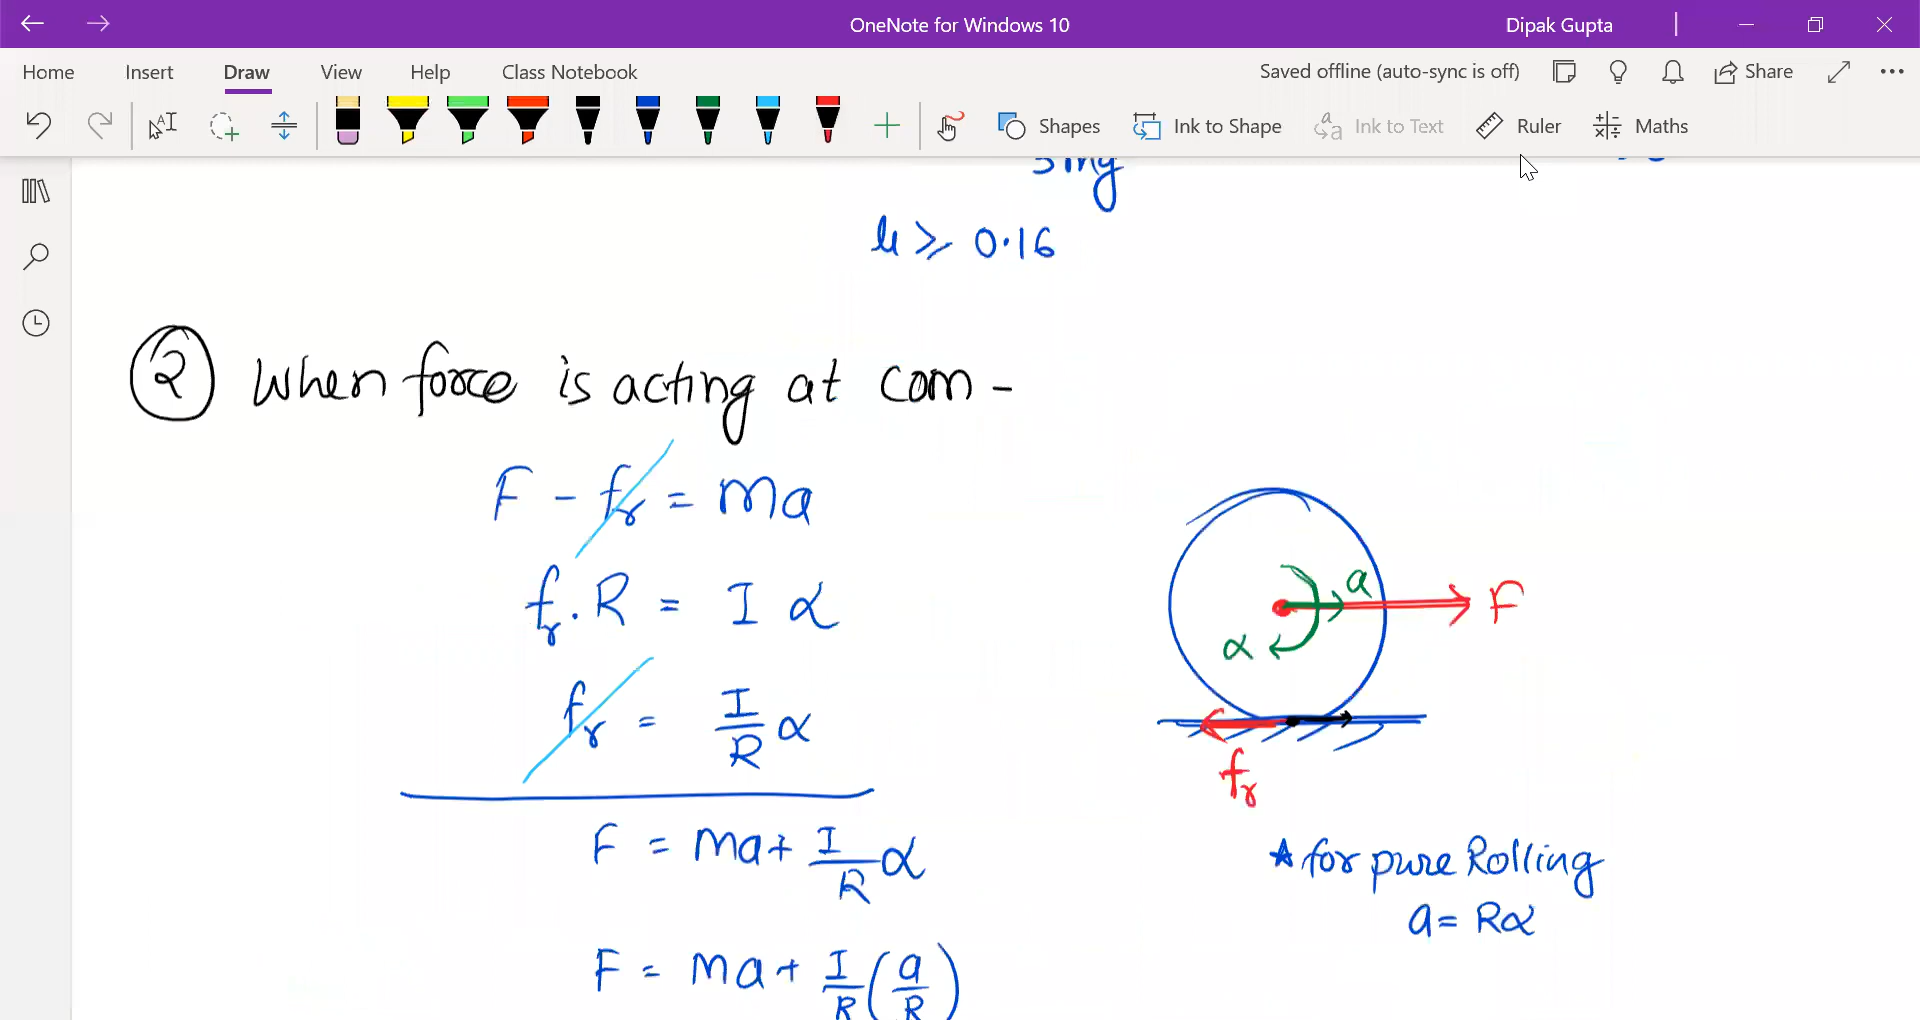 OneNote for Windows 10
Dipak Gupta
Home Insert Draw View Help Class Notebook
Saved offline (auto-sync is off) Share
Shapes Ink to Shape Ink to Text Ruler Maths
5 mg
μ ≥ 0.16
② When force is acting at com -
F - fr = ma
fr . R = I α
fr = I/R α
F = ma + I/R α
F = ma + I/R (a/R)
a
F
α
fr
★ for pure Rolling
a = Rα